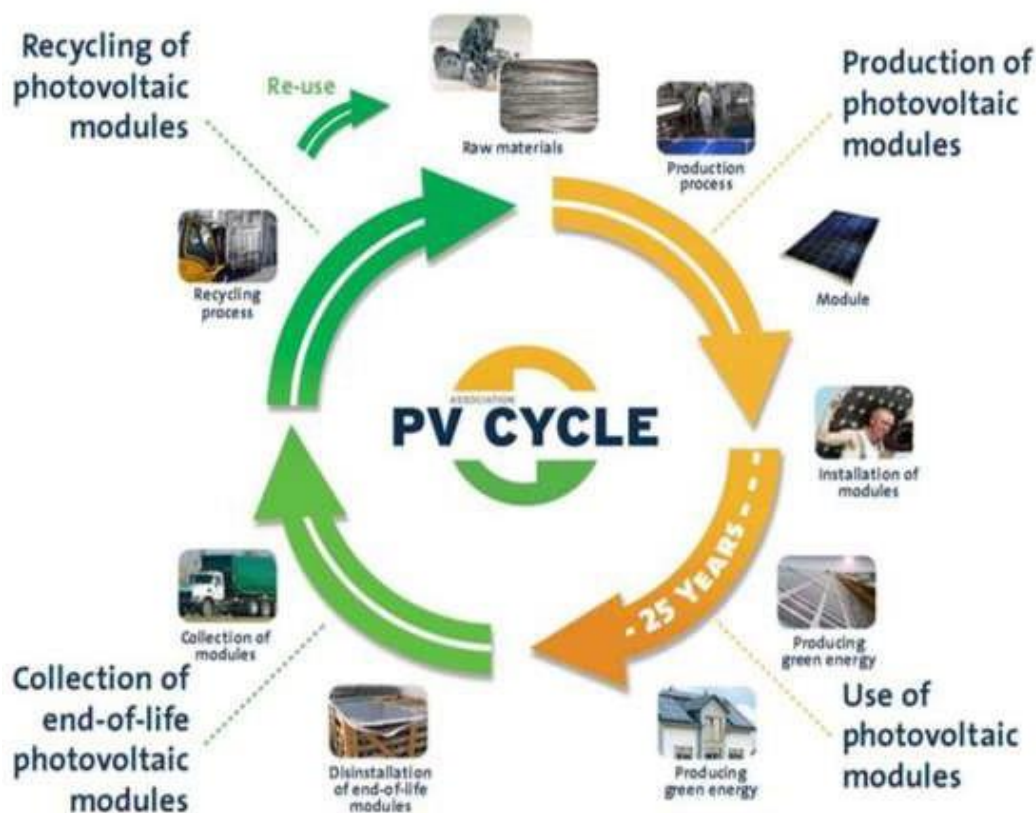 Recycling of
photovoltaic
modules
Re-use
Raw materials
Production
process
Production of
photovoltaic
modules
Module
Installation of
modules
25 YEARS
Producing
green energy
Use of
photovoltaic
modules
Producing
green energy
Disinstallation
of end-of-life
modules
Collection of
modules
Collection of
end-of-life
photovoltaic
modules
Recycling
process
ASSOCIATION
PV CYCLE